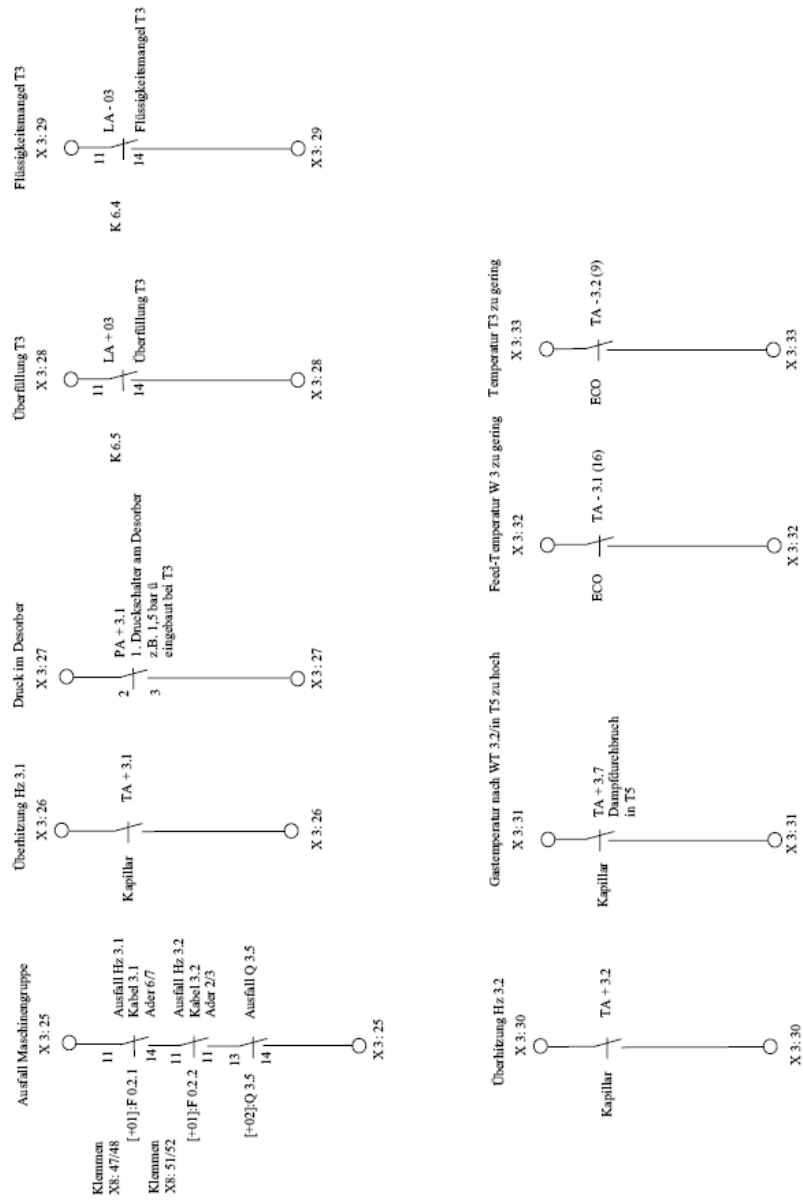 Ausfall Maschinengruppe
X 3: 25
11
Ausfall Hz 3.1
Kabel 3.1
Ader 6/7
Klemmen
X8: 47/48
[+01]:F 0.2.1
14
11
Ausfall Hz 3.2
Kabel 3.2
Ader 2/3
Klemmen
X8: 51/52
[+01]:F 0.2.2
11
13
Ausfall Q 3.5
[+02]:Q 3.5
14
X 3: 25
Überhitzung Hz 3.1
X 3: 26
Kapillar
TA + 3.1
X 3: 26
Druck im Desorber
X 3: 27
2
PA + 3.1
1. Druckschalter am Desorber
z.B. 1,5 bar ü
eingebaut bei T3
3
X 3: 27
Überfüllung T3
X 3: 28
11
LA + 03
K 6.5
14
Überfüllung T3
X 3: 28
Flüssigkeitsmangel T3
X 3: 29
11
LA - 03
K 6.4
14
Flüssigkeitsmangel T3
X 3: 29
Überhitzung Hz 3.2
X 3: 30
Kapillar
TA + 3.2
X 3: 30
Gastemperatur nach WT 3.2/in T5 zu hoch
X 3: 31
Kapillar
TA + 3.7
Dampfdurchbruch
in T5
X 3: 31
Feed-Temperatur W 3 zu gering
X 3: 32
ECO
TA - 3.1 (16)
X 3: 32
Temperatur T3 zu gering
X 3: 33
ECO
TA - 3.2 (9)
X 3: 33